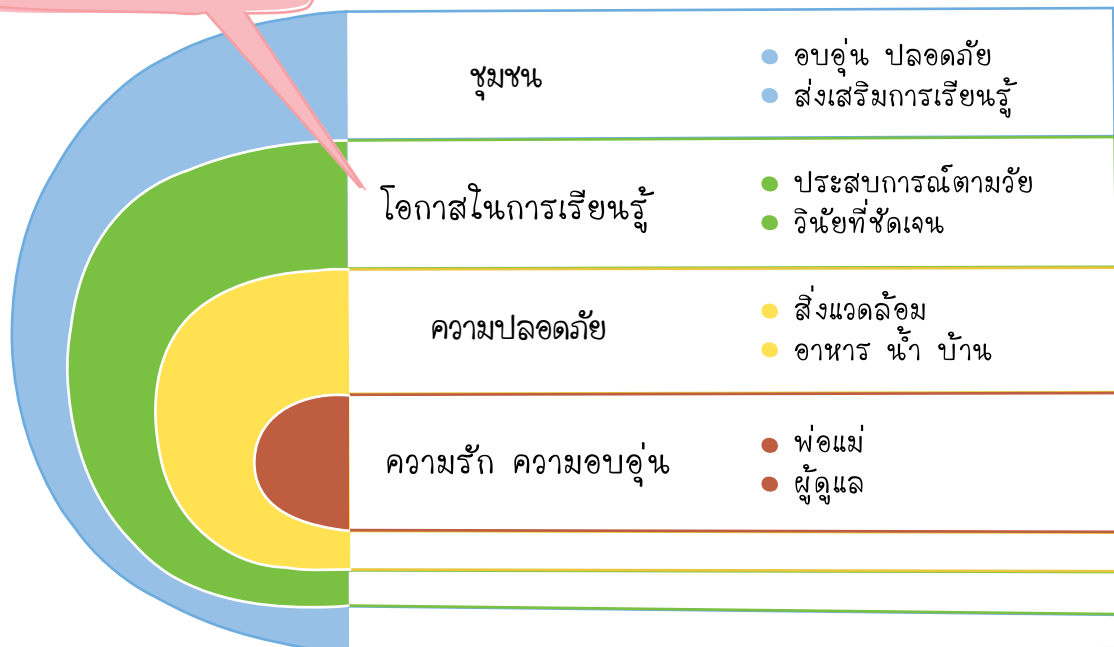 ชุมชน
อบอุ่น ปลอดภัย
ส่งเสริมการเรียนรู้
โอกาสในการเรียนรู้
ประสบการณ์ตามวัย
วินัยที่ชัดเจน
ความปลอดภัย
สิ่งแวดล้อม
อาหาร น้ำ บ้าน
ความรัก ความอบอุ่น
พ่อแม่
ผู้ดูแล